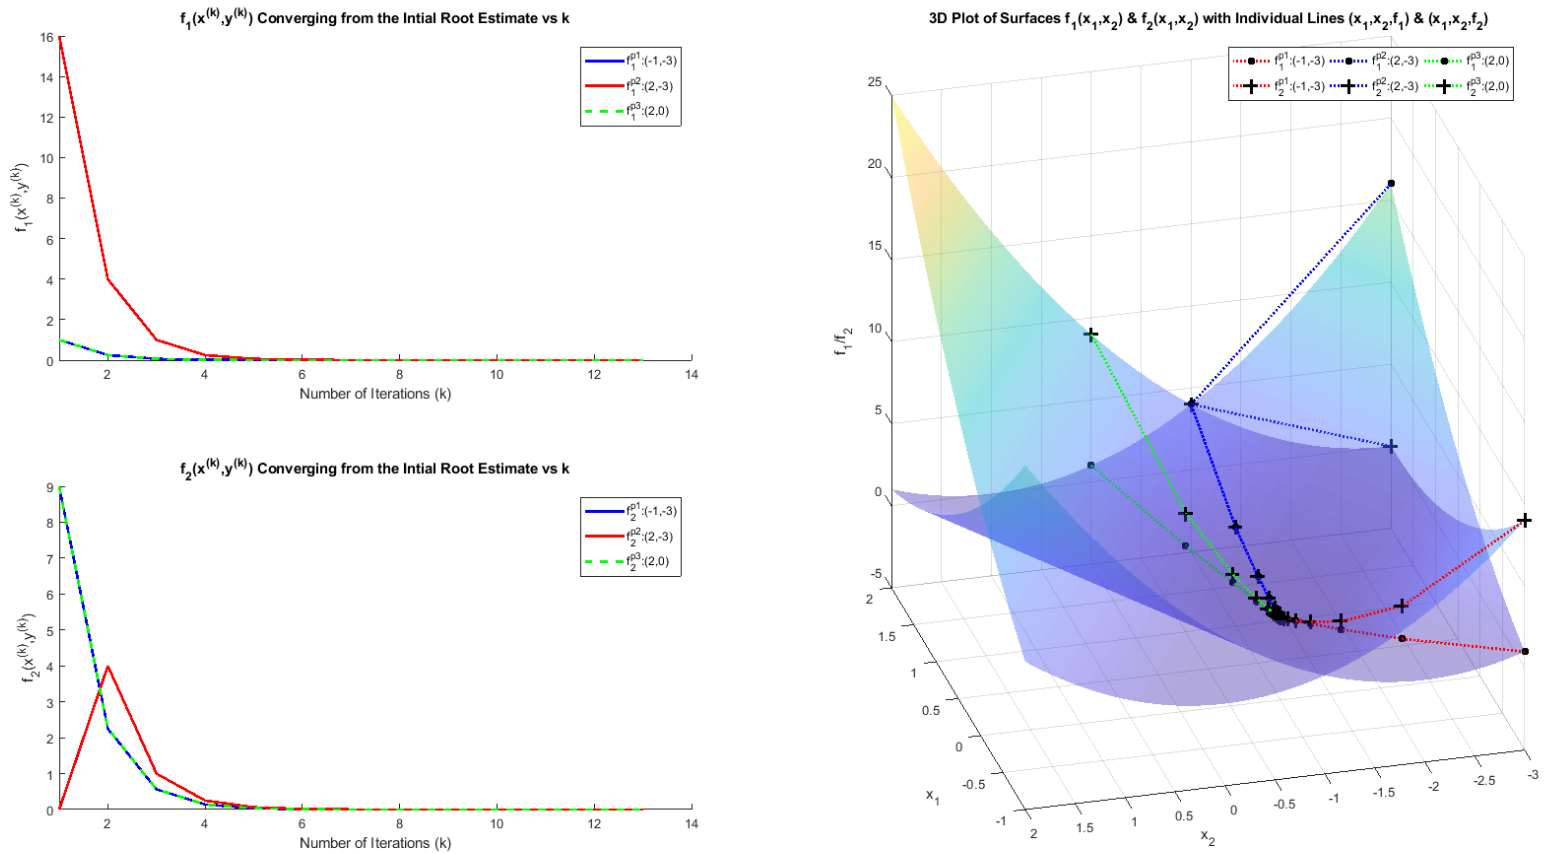 f₁(x⁽ᵏ⁾,y⁽ᵏ⁾) Converging from the Intial Root Estimate vs k
16
14
12
10
8
6
4
2
0
f₁(x⁽ᵏ⁾,y⁽ᵏ⁾)
f₁ᵖ¹:(-1,-3)
f₁ᵖ²:(2,-3)
f₁ᵖ³:(2,0)
2 4 6 8 10 12 14
Number of Iterations (k)
f₂(x⁽ᵏ⁾,y⁽ᵏ⁾) Converging from the Intial Root Estimate vs k
9
8
7
6
5
4
3
2
1
0
f₂(x⁽ᵏ⁾,y⁽ᵏ⁾)
f₂ᵖ¹:(-1,-3)
f₂ᵖ²:(2,-3)
f₂ᵖ³:(2,0)
2 4 6 8 10 12 14
Number of Iterations (k)
3D Plot of Surfaces f₁(x₁,x₂) & f₂(x₁,x₂) with Individual Lines (x₁,x₂,f₁) & (x₁,x₂,f₂)
f₁ᵖ¹:(-1,-3) f₁ᵖ²:(2,-3) f₁ᵖ³:(2,0)
f₂ᵖ¹:(-1,-3) f₂ᵖ²:(2,-3) f₂ᵖ³:(2,0)
25
20
15
10
5
0
-5
f₁/f₂
2
1.5
1
0.5
0
-0.5
-1
x₁
2 1.5 1 0.5 0 -0.5 -1 -1.5 -2 -2.5 -3
x₂